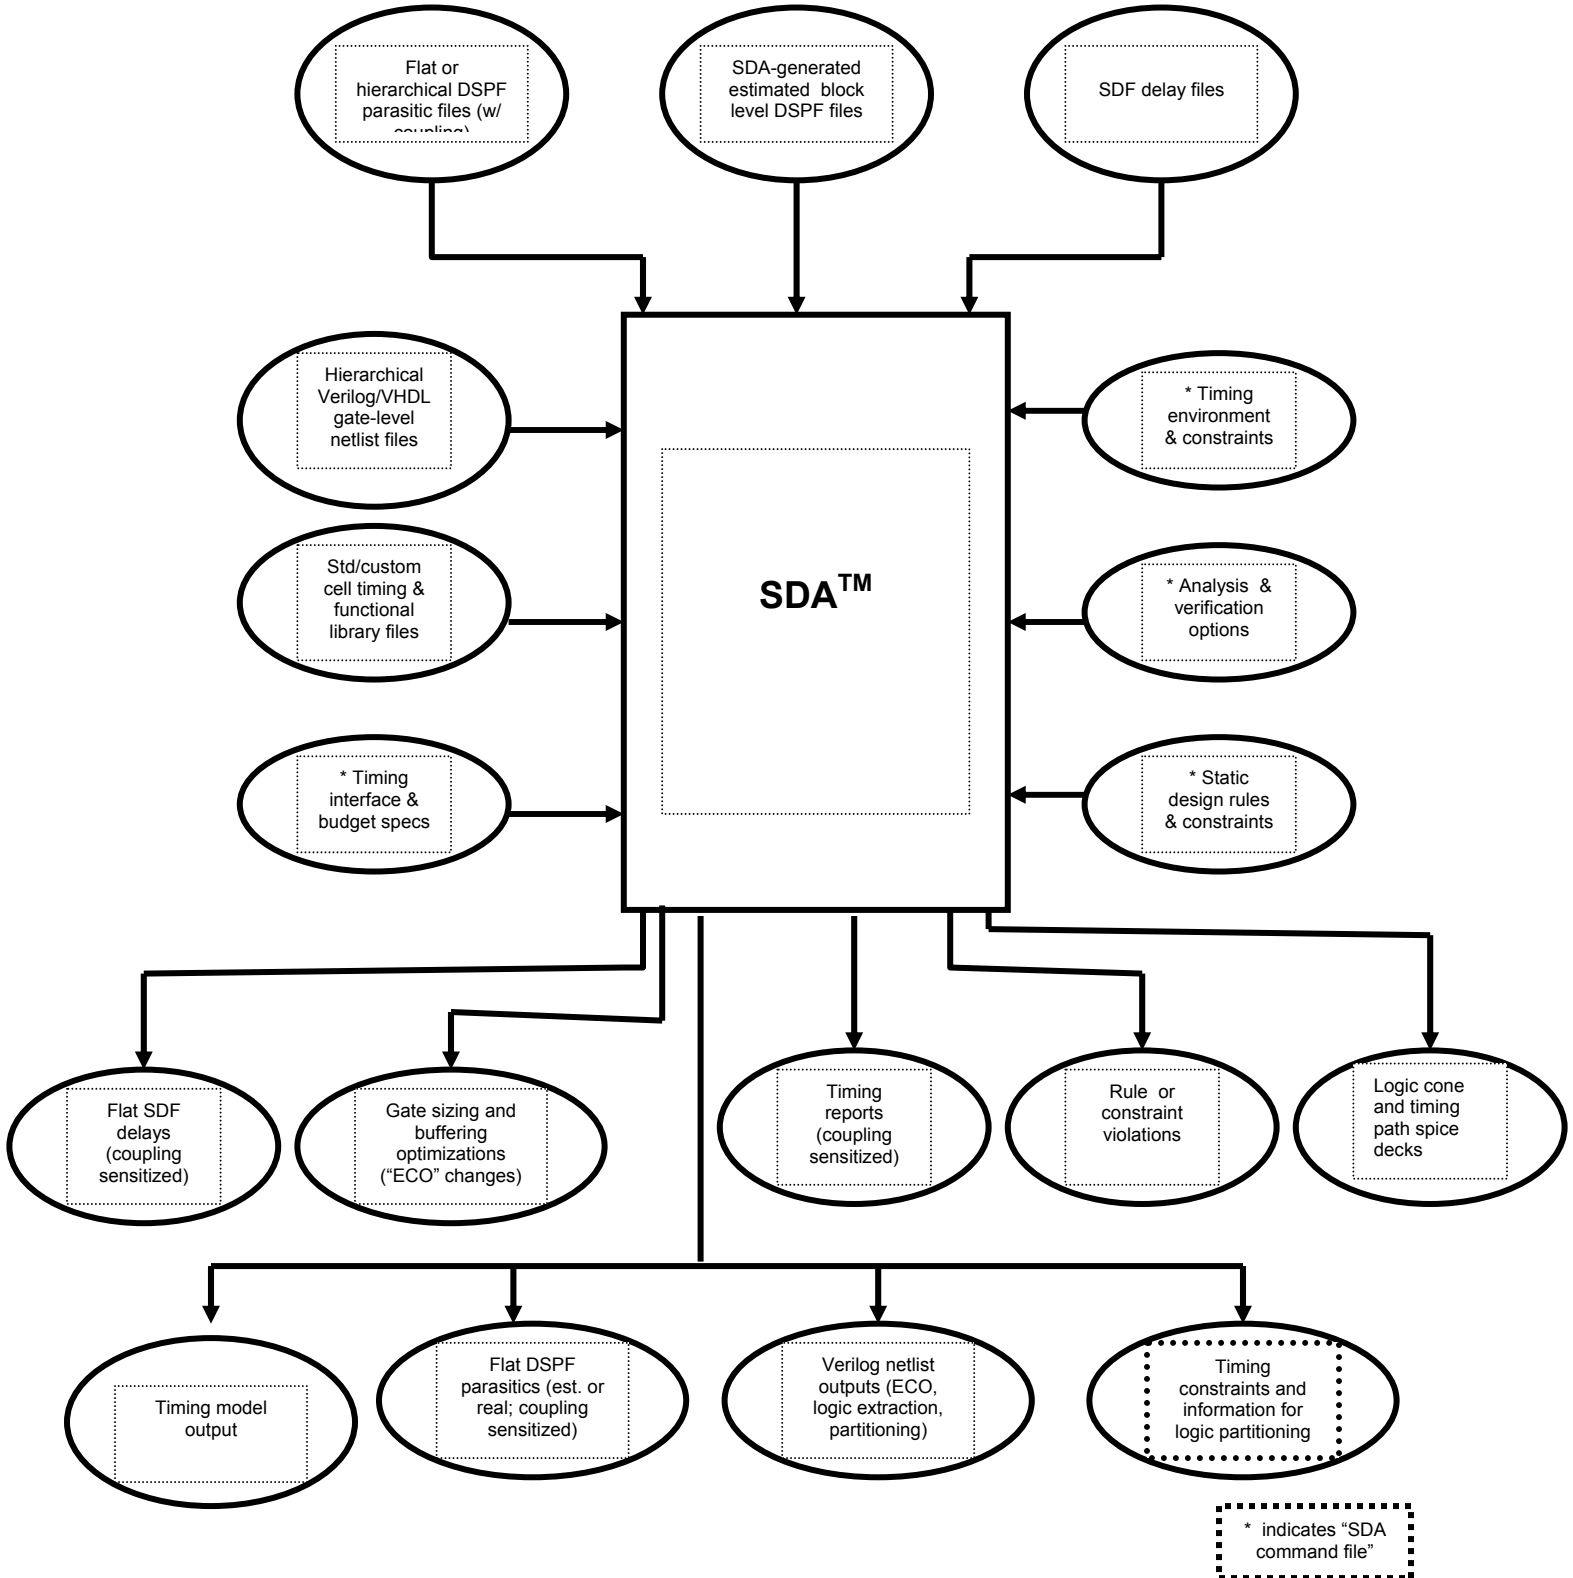 Flat or
hierarchical DSPF
parasitic files (w/
coupling)
SDA-generated
estimated block
level DSPF files
SDF delay files
Hierarchical
Verilog/VHDL
gate-level
netlist files
* Timing
environment
& constraints
Std/custom
cell timing &
functional
library files
SDA™
* Analysis &
verification
options
* Timing
interface &
budget specs
* Static
design rules
& constraints
Flat SDF
delays
(coupling
sensitized)
Gate sizing and
buffering
optimizations
(“ECO” changes)
Timing
reports
(coupling
sensitized)
Rule or
constraint
violations
Logic cone
and timing
path spice
decks
Timing model
output
Flat DSPF
parasitics (est. or
real; coupling
sensitized)
Verilog netlist
outputs (ECO,
logic extraction,
partitioning)
Timing
constraints and
information for
logic partitioning
* indicates “SDA
command file”